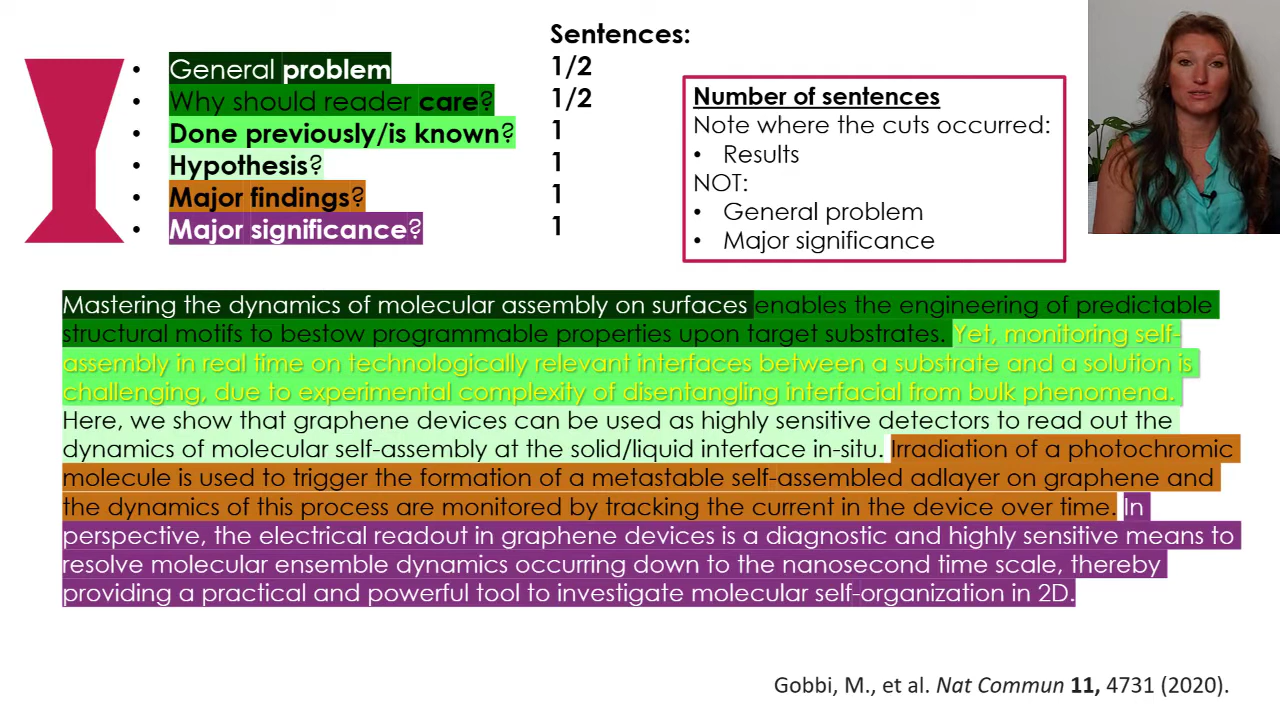 Sentences:
• General problem 1/2
• Why should reader care? 1/2
• Done previously/is known? 1
• Hypothesis? 1
• Major findings? 1
• Major significance? 1
Number of sentences
Note where the cuts occurred:
• Results
NOT:
• General problem
• Major significance
Mastering the dynamics of molecular assembly on surfaces enables the engineering of predictable
structural motifs to bestow programmable properties upon target substrates. Yet, monitoring self-
assembly in real time on technologically relevant interfaces between a substrate and a solution is
challenging, due to experimental complexity of disentangling interfacial from bulk phenomena.
Here, we show that graphene devices can be used as highly sensitive detectors to read out the
dynamics of molecular self-assembly at the solid/liquid interface in-situ. Irradiation of a photochromic
molecule is used to trigger the formation of a metastable self-assembled adlayer on graphene and
the dynamics of this process are monitored by tracking the current in the device over time. In
perspective, the electrical readout in graphene devices is a diagnostic and highly sensitive means to
resolve molecular ensemble dynamics occurring down to the nanosecond time scale, thereby
providing a practical and powerful tool to investigate molecular self-organization in 2D.
Gobbi, M., et al. Nat Commun 11, 4731 (2020).